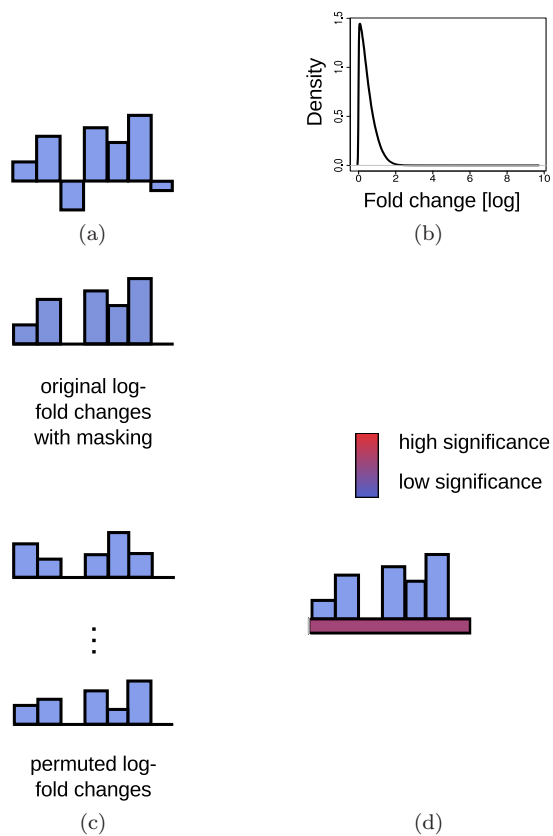 Density
0.0
0.5
1.0
1.5
0
2
4
6
8
10
Fold change [log]
(a)
(b)
original log-
fold changes
with masking
high significance
low significance
permuted log-
fold changes
(c)
(d)